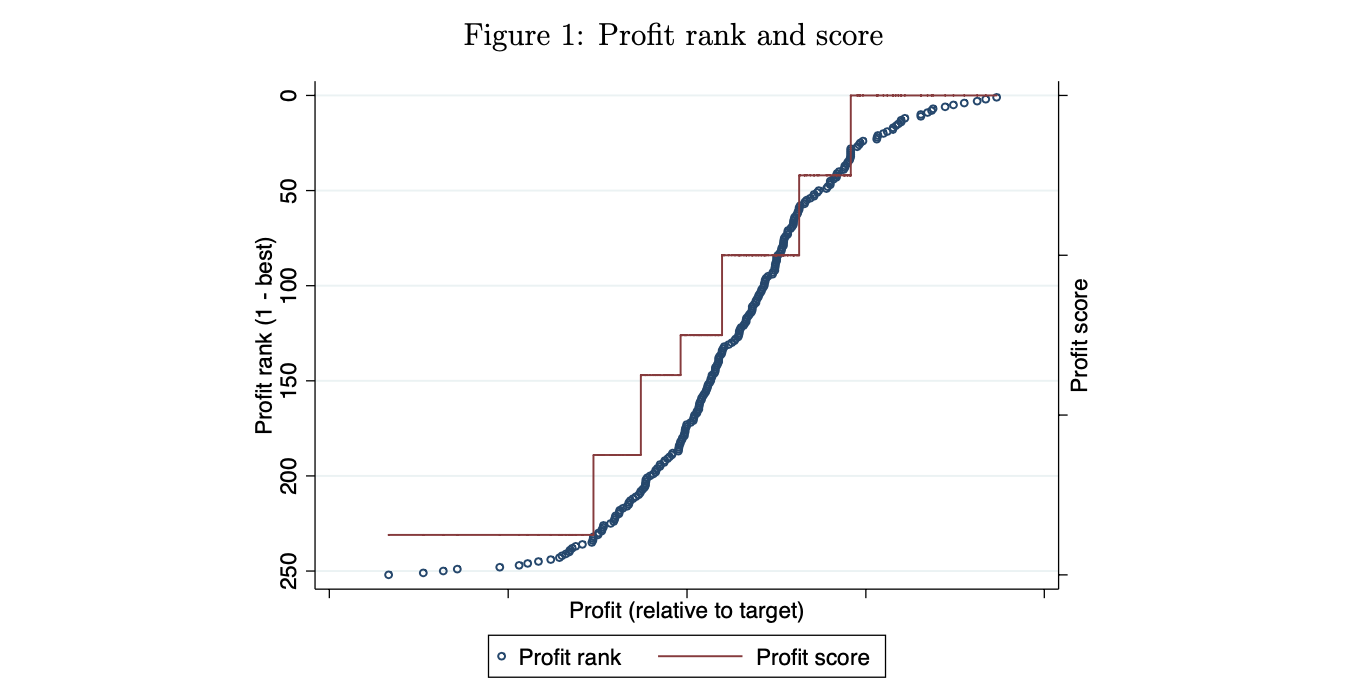 Figure 1: Profit rank and score
0
50
100
150
200
250
Profit rank (1 - best)
Profit score
Profit (relative to target)
Profit rank
Profit score